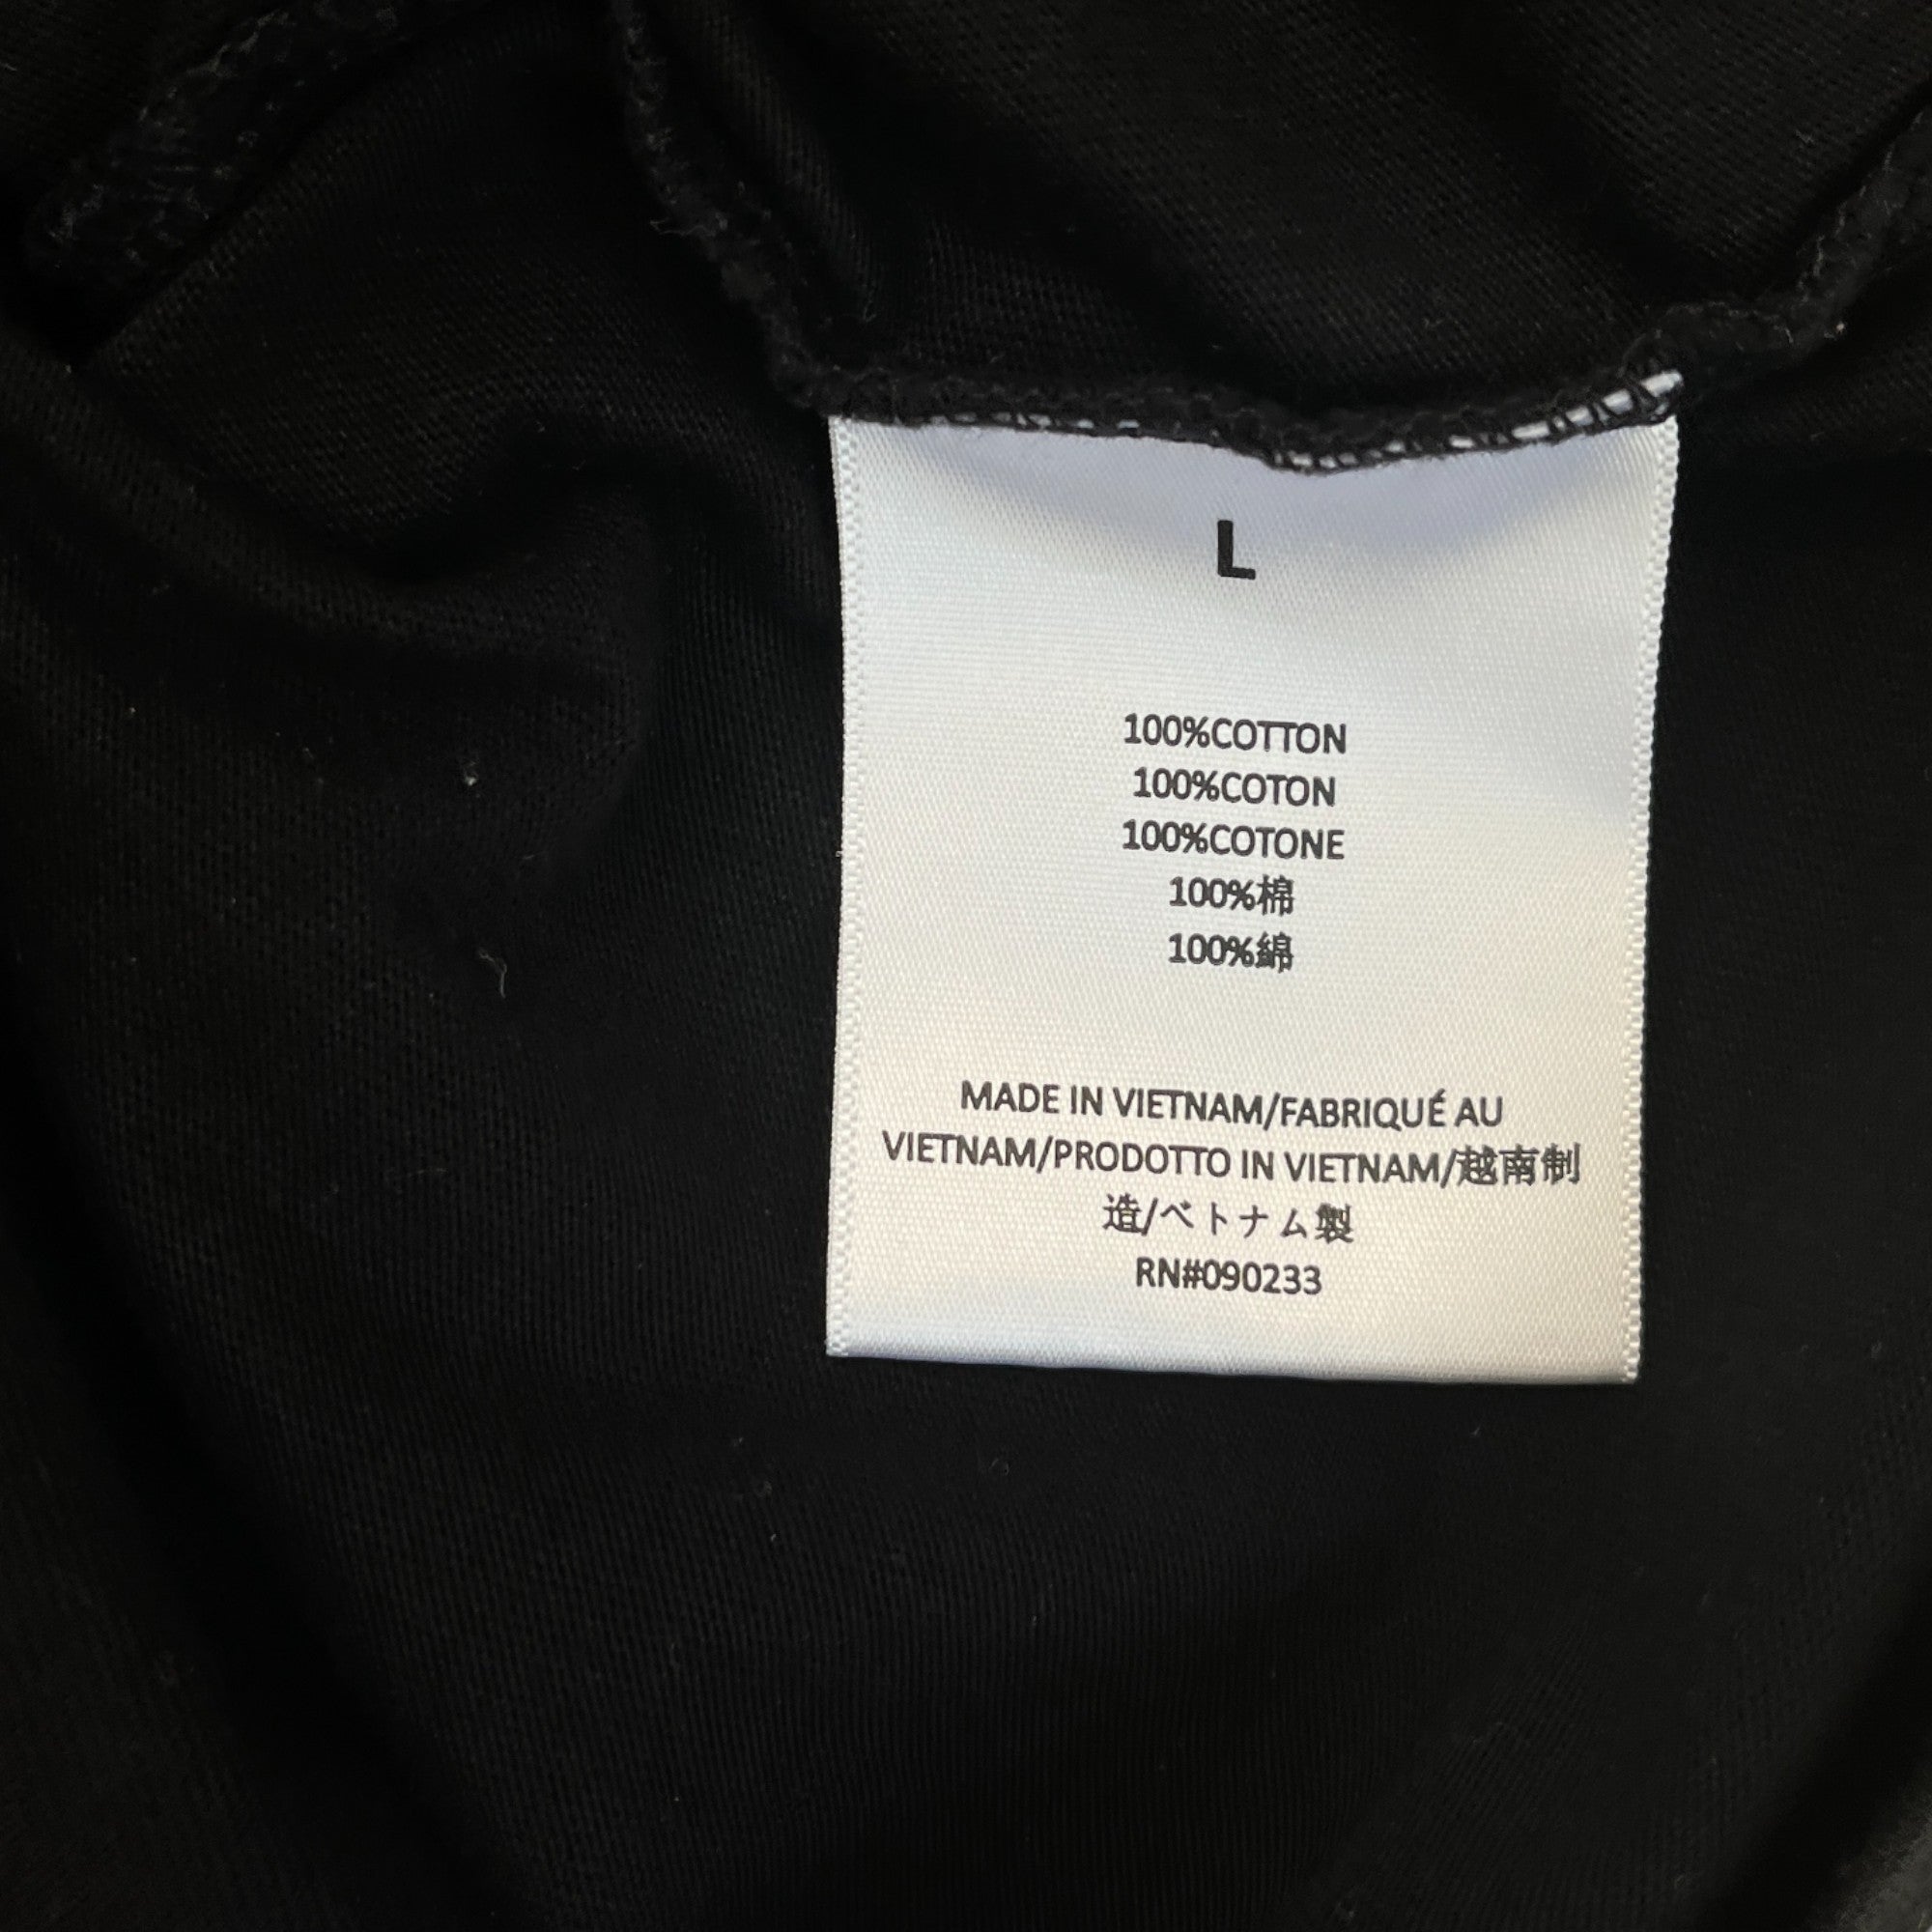 L
100%COTTON
100%COTON
100%COTONE
100%棉
100%綿
MADE IN VIETNAM/FABRIQUÉ AU
VIETNAM/PRODOTTO IN VIETNAM/越南制
造/ベトナム製
RN#090233